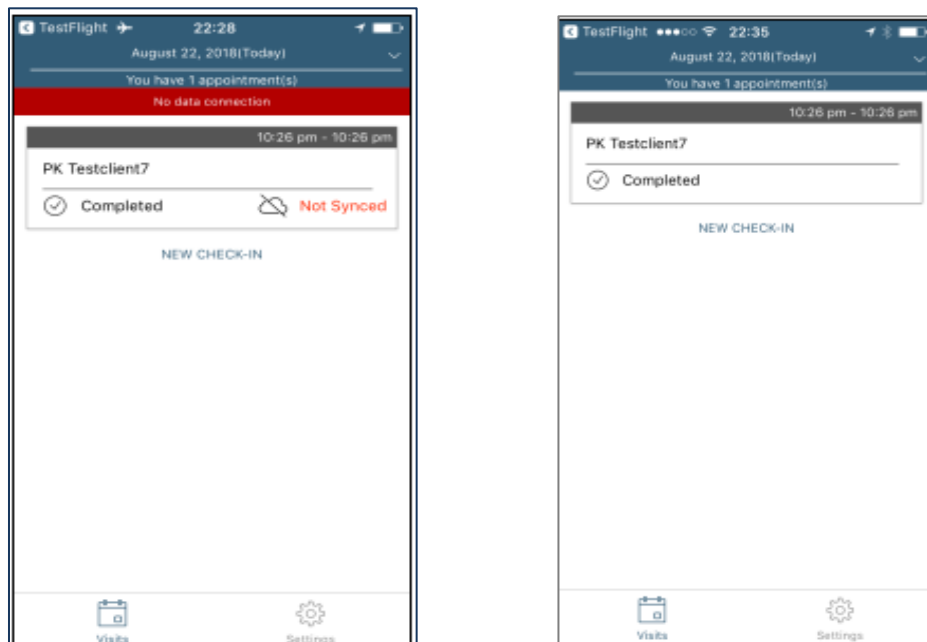 TestFlight 22:28
August 22, 2018(Today)
You have 1 appointment(s)
No data connection
10:26 pm - 10:26 pm
PK Testclient7
Completed Not Synced
NEW CHECK-IN
Visits Settings
TestFlight 22:35
August 22, 2018(Today)
You have 1 appointment(s)
10:26 pm - 10:26 pm
PK Testclient7
Completed
NEW CHECK-IN
Visits Settings